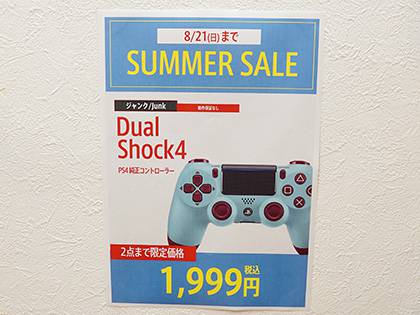 8/21(日)まで
SUMMER SALE
ジャンク/Junk
動作保証なし
Dual
Shock4
PS4 純正コントローラー
2点まで限定価格
1,999円
税込